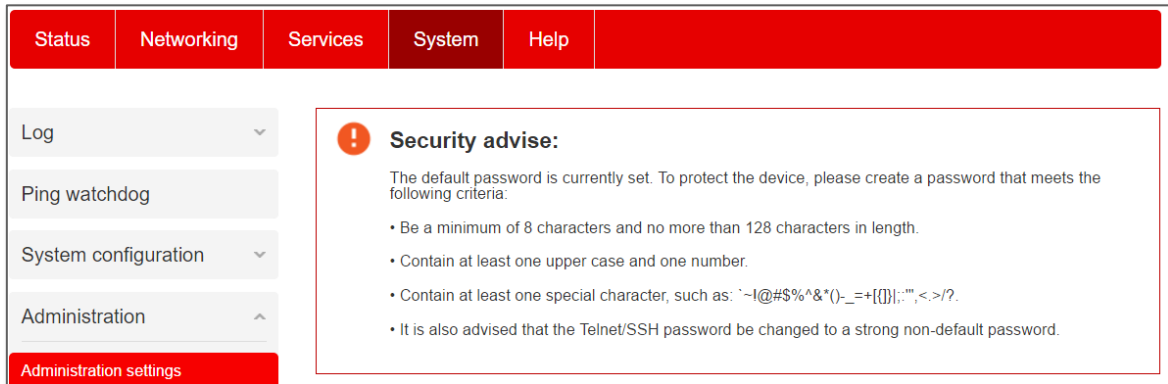 Status Networking Services System Help
Log
Ping watchdog
System configuration
Administration
Administration settings
Security advise:
The default password is currently set. To protect the device, please create a password that meets the
following criteria:
• Be a minimum of 8 characters and no more than 128 characters in length.
• Contain at least one upper case and one number.
• Contain at least one special character, such as: `~!@#$%^&*()-_=+[{]}|;:'",<.>/?.
• It is also advised that the Telnet/SSH password be changed to a strong non-default password.